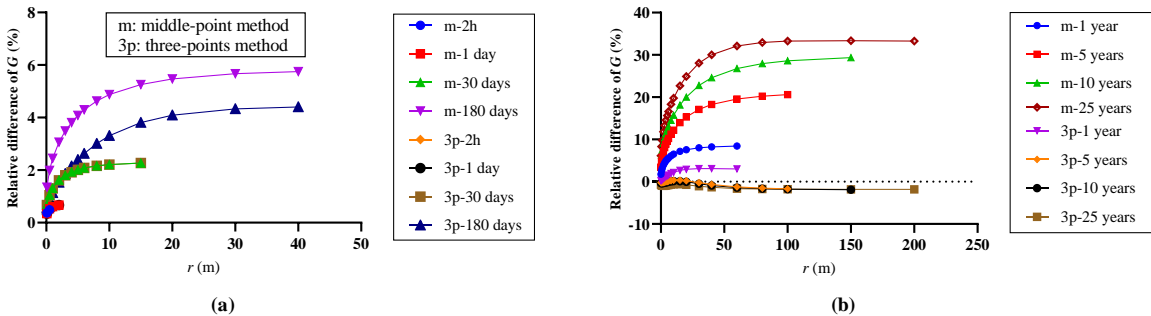 Relative difference of G (%)
8
6
4
2
0
0
10
20
30
40
50
r (m)
m: middle-point method
3p: three-points method
m-2h
m-1 day
m-30 days
m-180 days
3p-2h
3p-1 day
3p-30 days
3p-180 days
(a)
Relative difference of G (%)
40
30
20
10
0
-10
0
50
100
150
200
250
r (m)
m-1 year
m-5 years
m-10 years
m-25 years
3p-1 year
3p-5 years
3p-10 years
3p-25 years
(b)